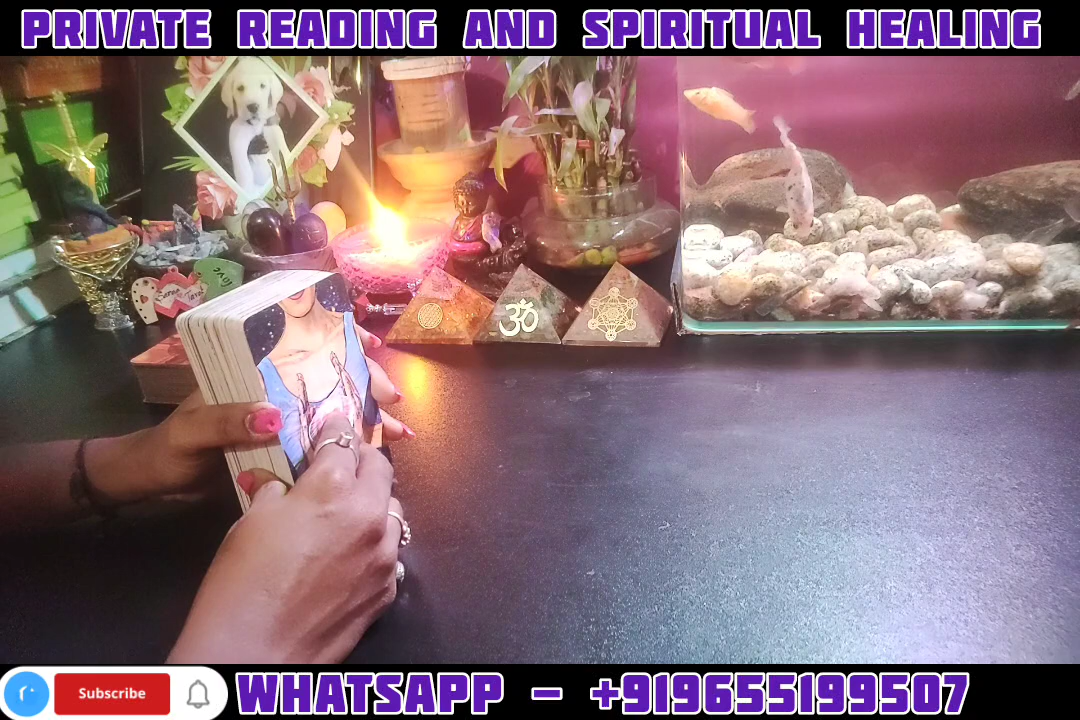 PRIVATE READING AND SPIRITUAL HEALING
ॐ
Subscribe
WHATSAPP - +919655199507